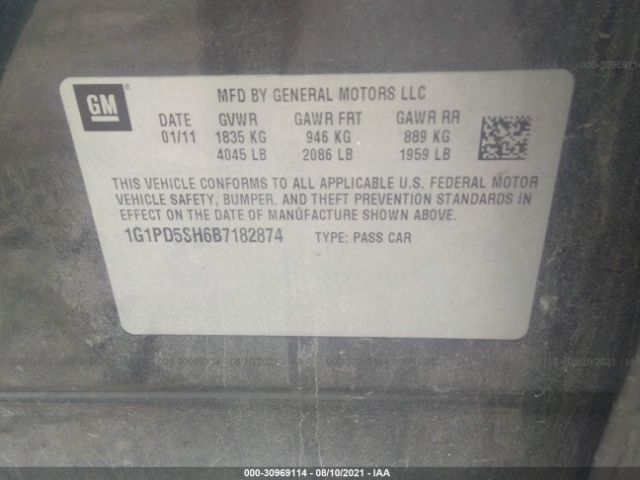 GM
MFD BY GENERAL MOTORS LLC
DATE GVWR GAWR FRT GAWR RR
01/11 1835 KG 946 KG 889 KG
4045 LB 2086 LB 1959 LB
THIS VEHICLE CONFORMS TO ALL APPLICABLE U.S. FEDERAL MOTOR
VEHICLE SAFETY, BUMPER, AND THEFT PREVENTION STANDARDS IN
EFFECT ON THE DATE OF MANUFACTURE SHOWN ABOVE.
1G1PD5SH6B7182874 TYPE: PASS CAR
000-30969114 - 08/10/2021 - IAA